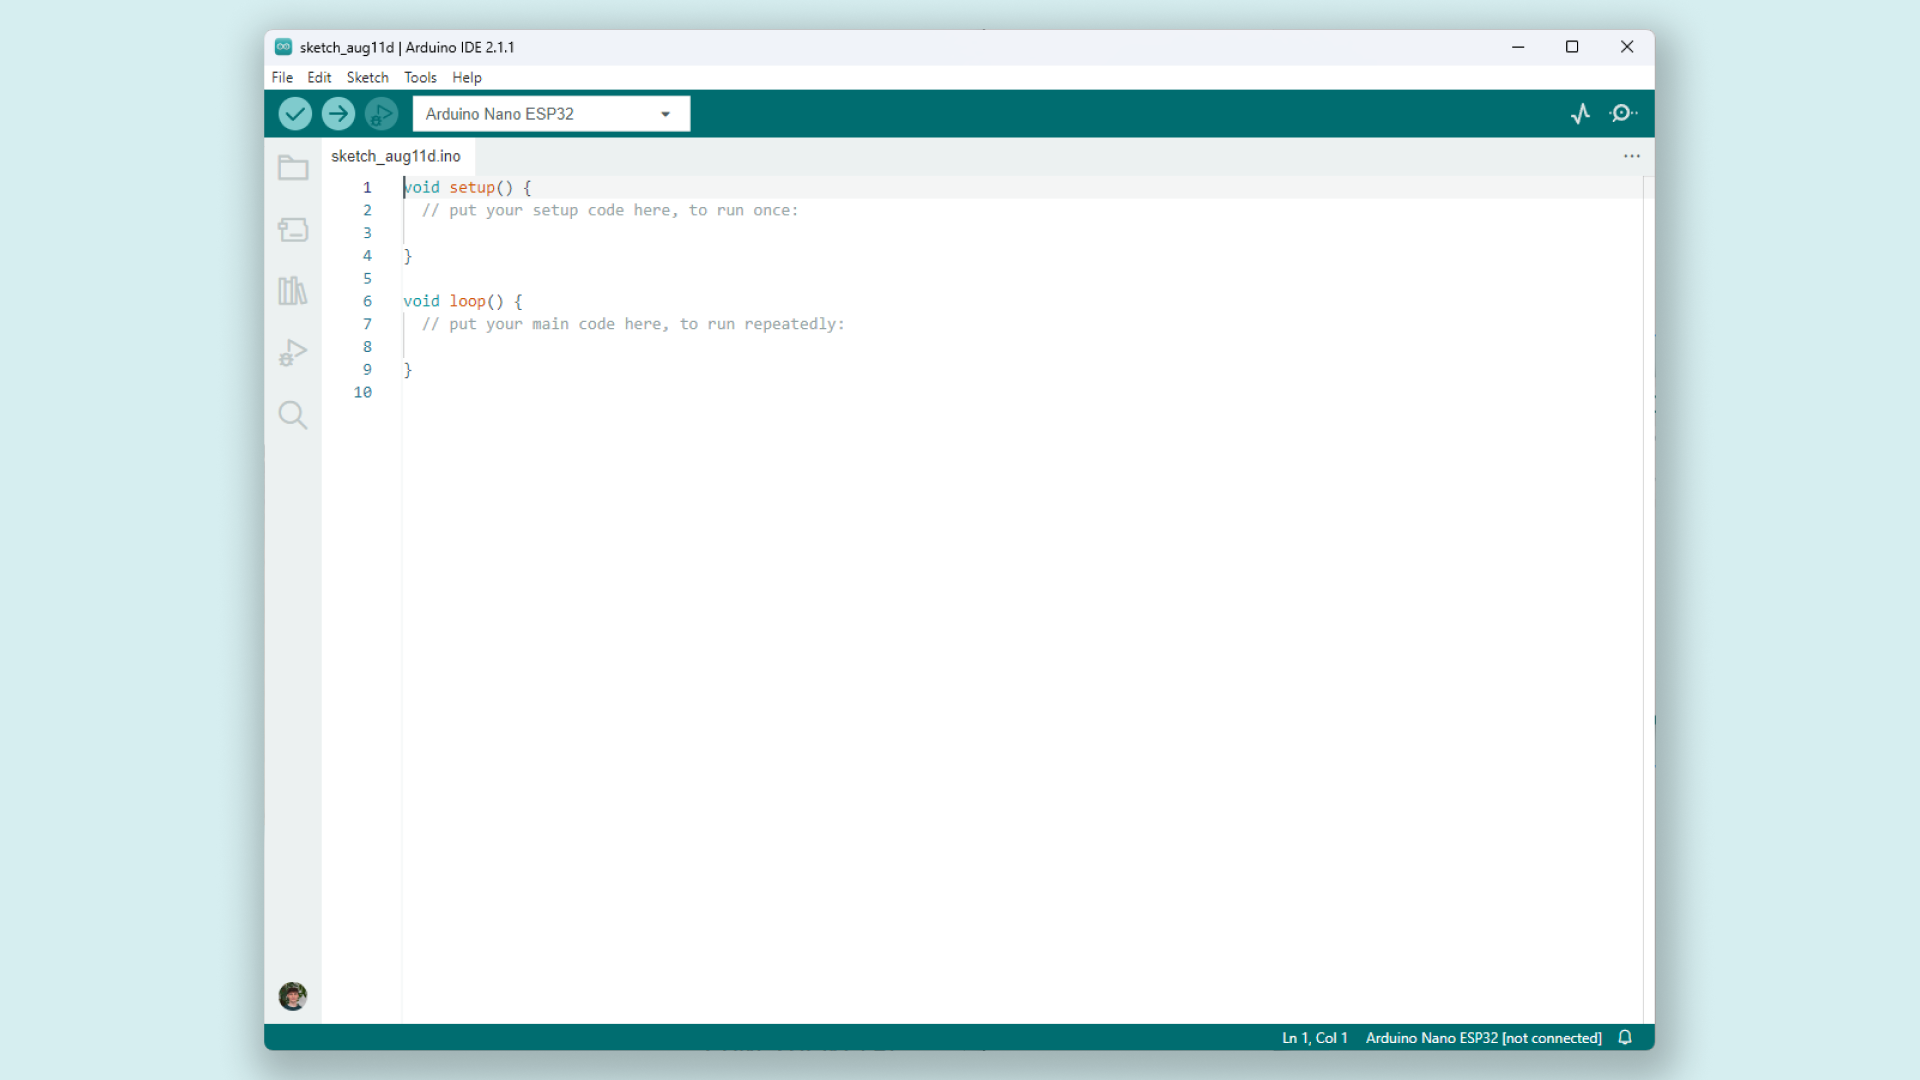 sketch_aug11d | Arduino IDE 2.1.1
File Edit Sketch Tools Help
Arduino Nano ESP32
sketch_aug11d.ino
1 void setup() {
2   // put your setup code here, to run once:
3
4 }
5
6 void loop() {
7   // put your main code here, to run repeatedly:
8
9 }
10
Ln 1, Col 1 Arduino Nano ESP32 [not connected]